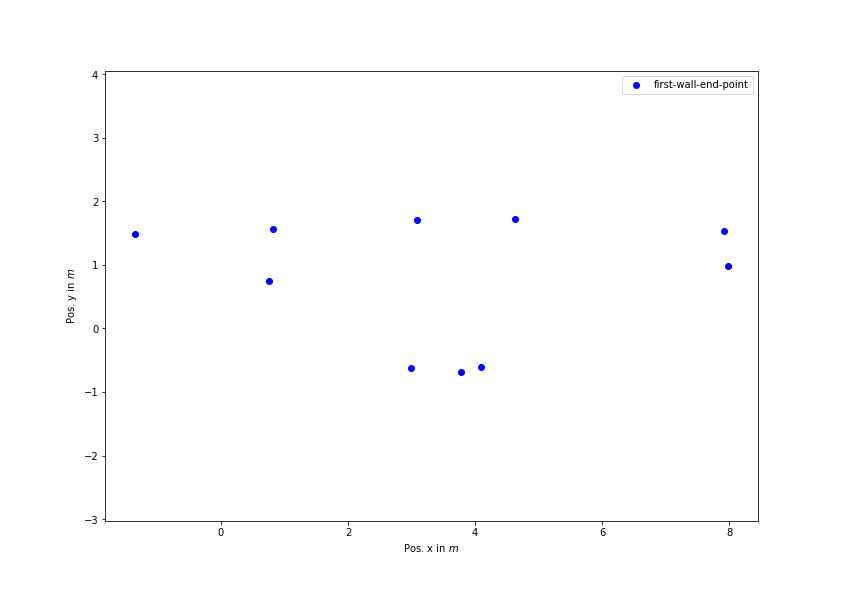 first-wall-end-point
4
3
2
1
0
−1
−2
−3
Pos. y in m
0 2 4 6 8
Pos. x in m